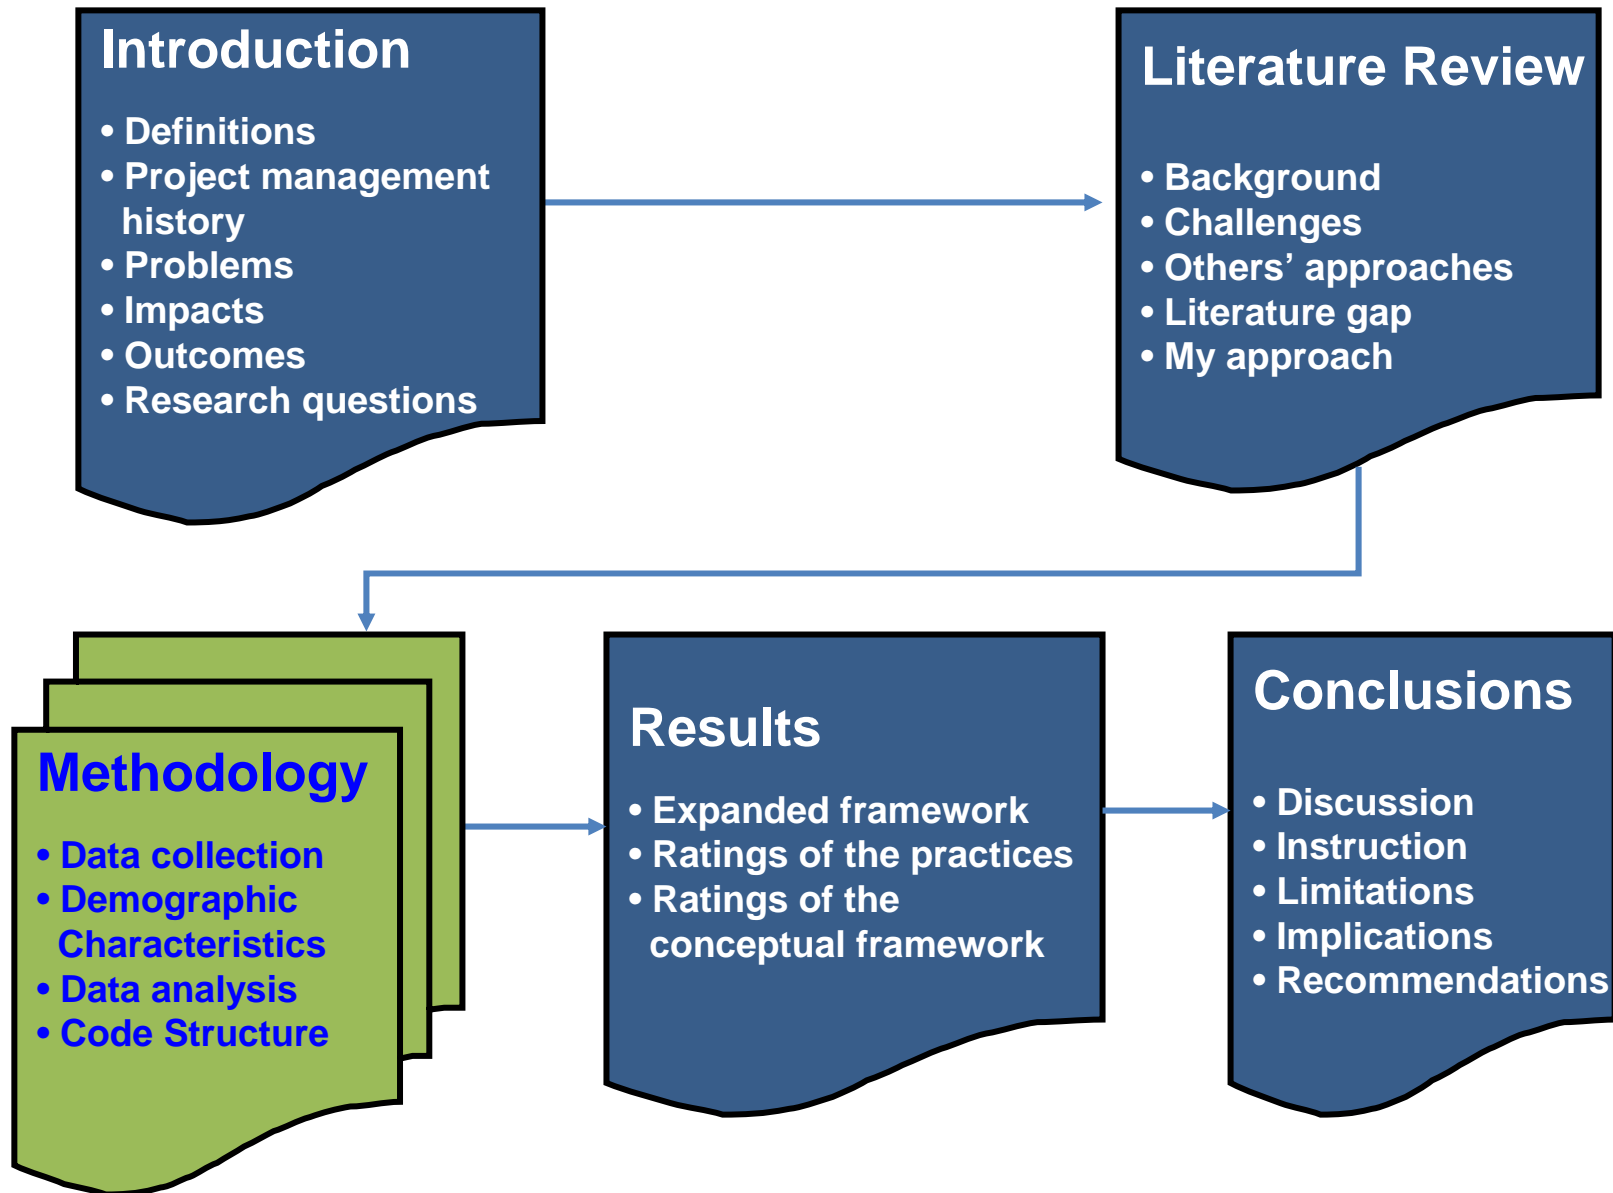 Introduction
• Definitions
• Project management
history
• Problems
• Impacts
• Outcomes
• Research questions
Literature Review
• Background
• Challenges
• Others’ approaches
• Literature gap
• My approach
Methodology
• Data collection
• Demographic
Characteristics
• Data analysis
• Code Structure
Results
• Expanded framework
• Ratings of the practices
• Ratings of the
conceptual framework
Conclusions
• Discussion
• Instruction
• Limitations
• Implications
• Recommendations